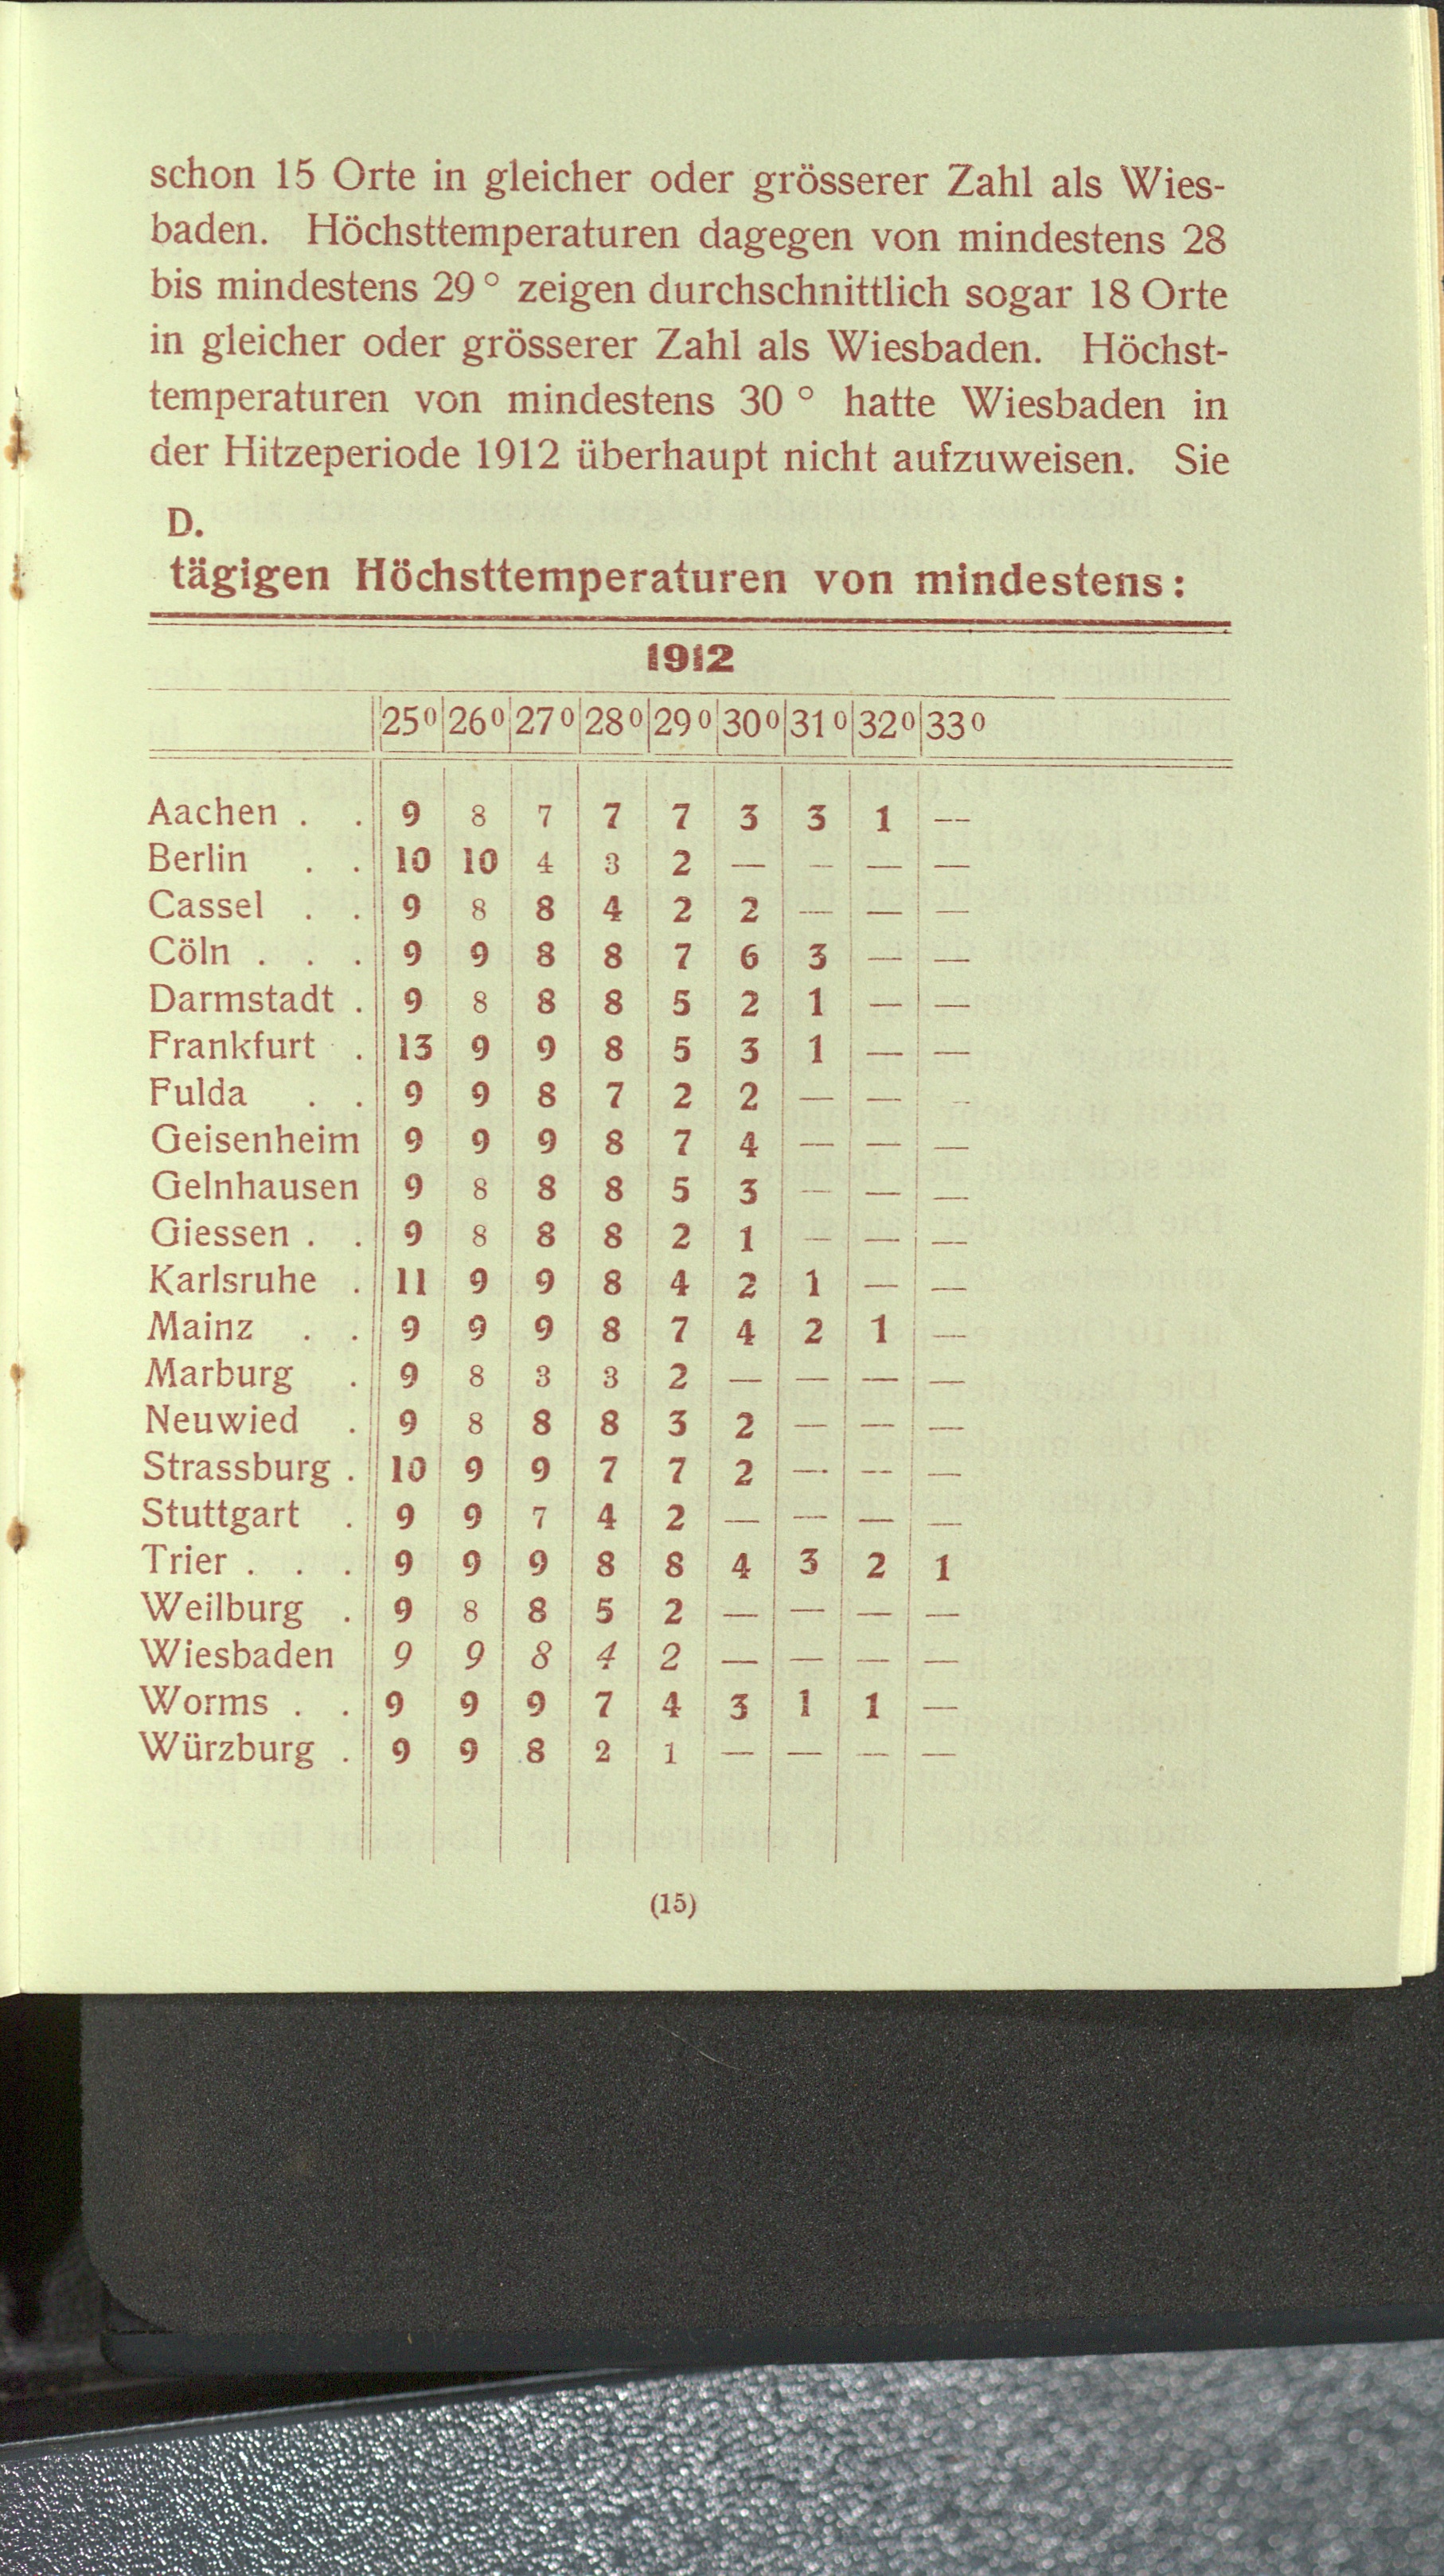 schon 15 Orte in gleicher oder grösserer Zahl als Wies-
baden. Höchsttemperaturen dagegen von mindestens 28
bis mindestens 29° zeigen durchschnittlich sogar 18 Orte
in gleicher oder grösserer Zahl als Wiesbaden. Höchst-
temperaturen von mindestens 30° hatte Wiesbaden in
der Hitzeperiode 1912 überhaupt nicht aufzuweisen. Sie
D.
tägigen Höchsttemperaturen von mindestens:
1912
25° 26° 27° 28° 29° 30° 31° 32° 33°
Aachen . . 9 8 7 7 7 3 3 1 —
Berlin . . 10 10 4 3 2 — — — —
Cassel . . 9 8 8 4 2 2 — — —
Cöln . . . 9 9 8 8 7 6 3 — —
Darmstadt . 9 8 8 8 5 2 1 — —
Frankfurt . 13 9 9 8 5 3 1 — —
Fulda . . 9 9 8 7 2 2 — — —
Geisenheim 9 9 9 8 7 4 — — —
Gelnhausen 9 8 8 8 5 3 — — —
Giessen . . 9 8 8 8 2 1 — — —
Karlsruhe . 11 9 9 8 4 2 1 — —
Mainz . . 9 9 9 8 7 4 2 1 —
Marburg . 9 8 3 3 2 — — — —
Neuwied . 9 8 8 8 3 2 — — —
Strassburg . 10 9 9 7 7 2 — — —
Stuttgart . 9 9 7 4 2 — — — —
Trier . . . 9 9 9 8 8 4 3 2 1
Weilburg . 9 8 8 5 2 — — — —
Wiesbaden 9 9 8 4 2 — — — —
Worms . . 9 9 9 7 4 3 1 1 —
Würzburg . 9 9 8 2 1 — — — —
(15)